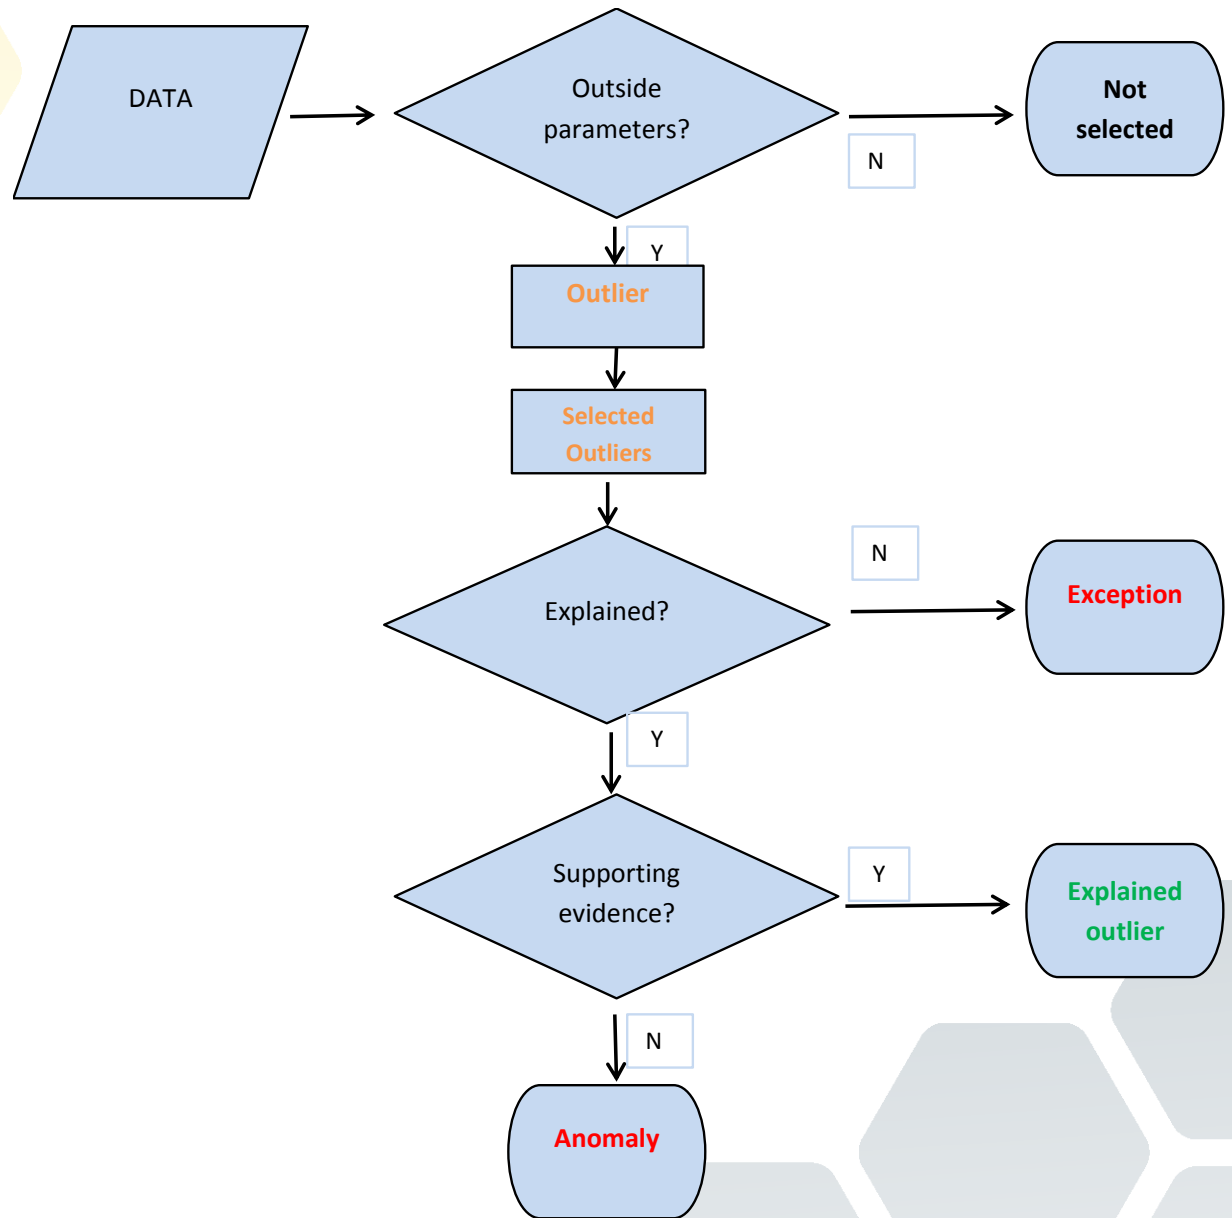 DATA
Outside
parameters?
Not
selected
N
Y
Outlier
Selected
Outliers
N
Explained?
Exception
Y
Supporting
evidence?
Y
Explained
outlier
N
Anomaly